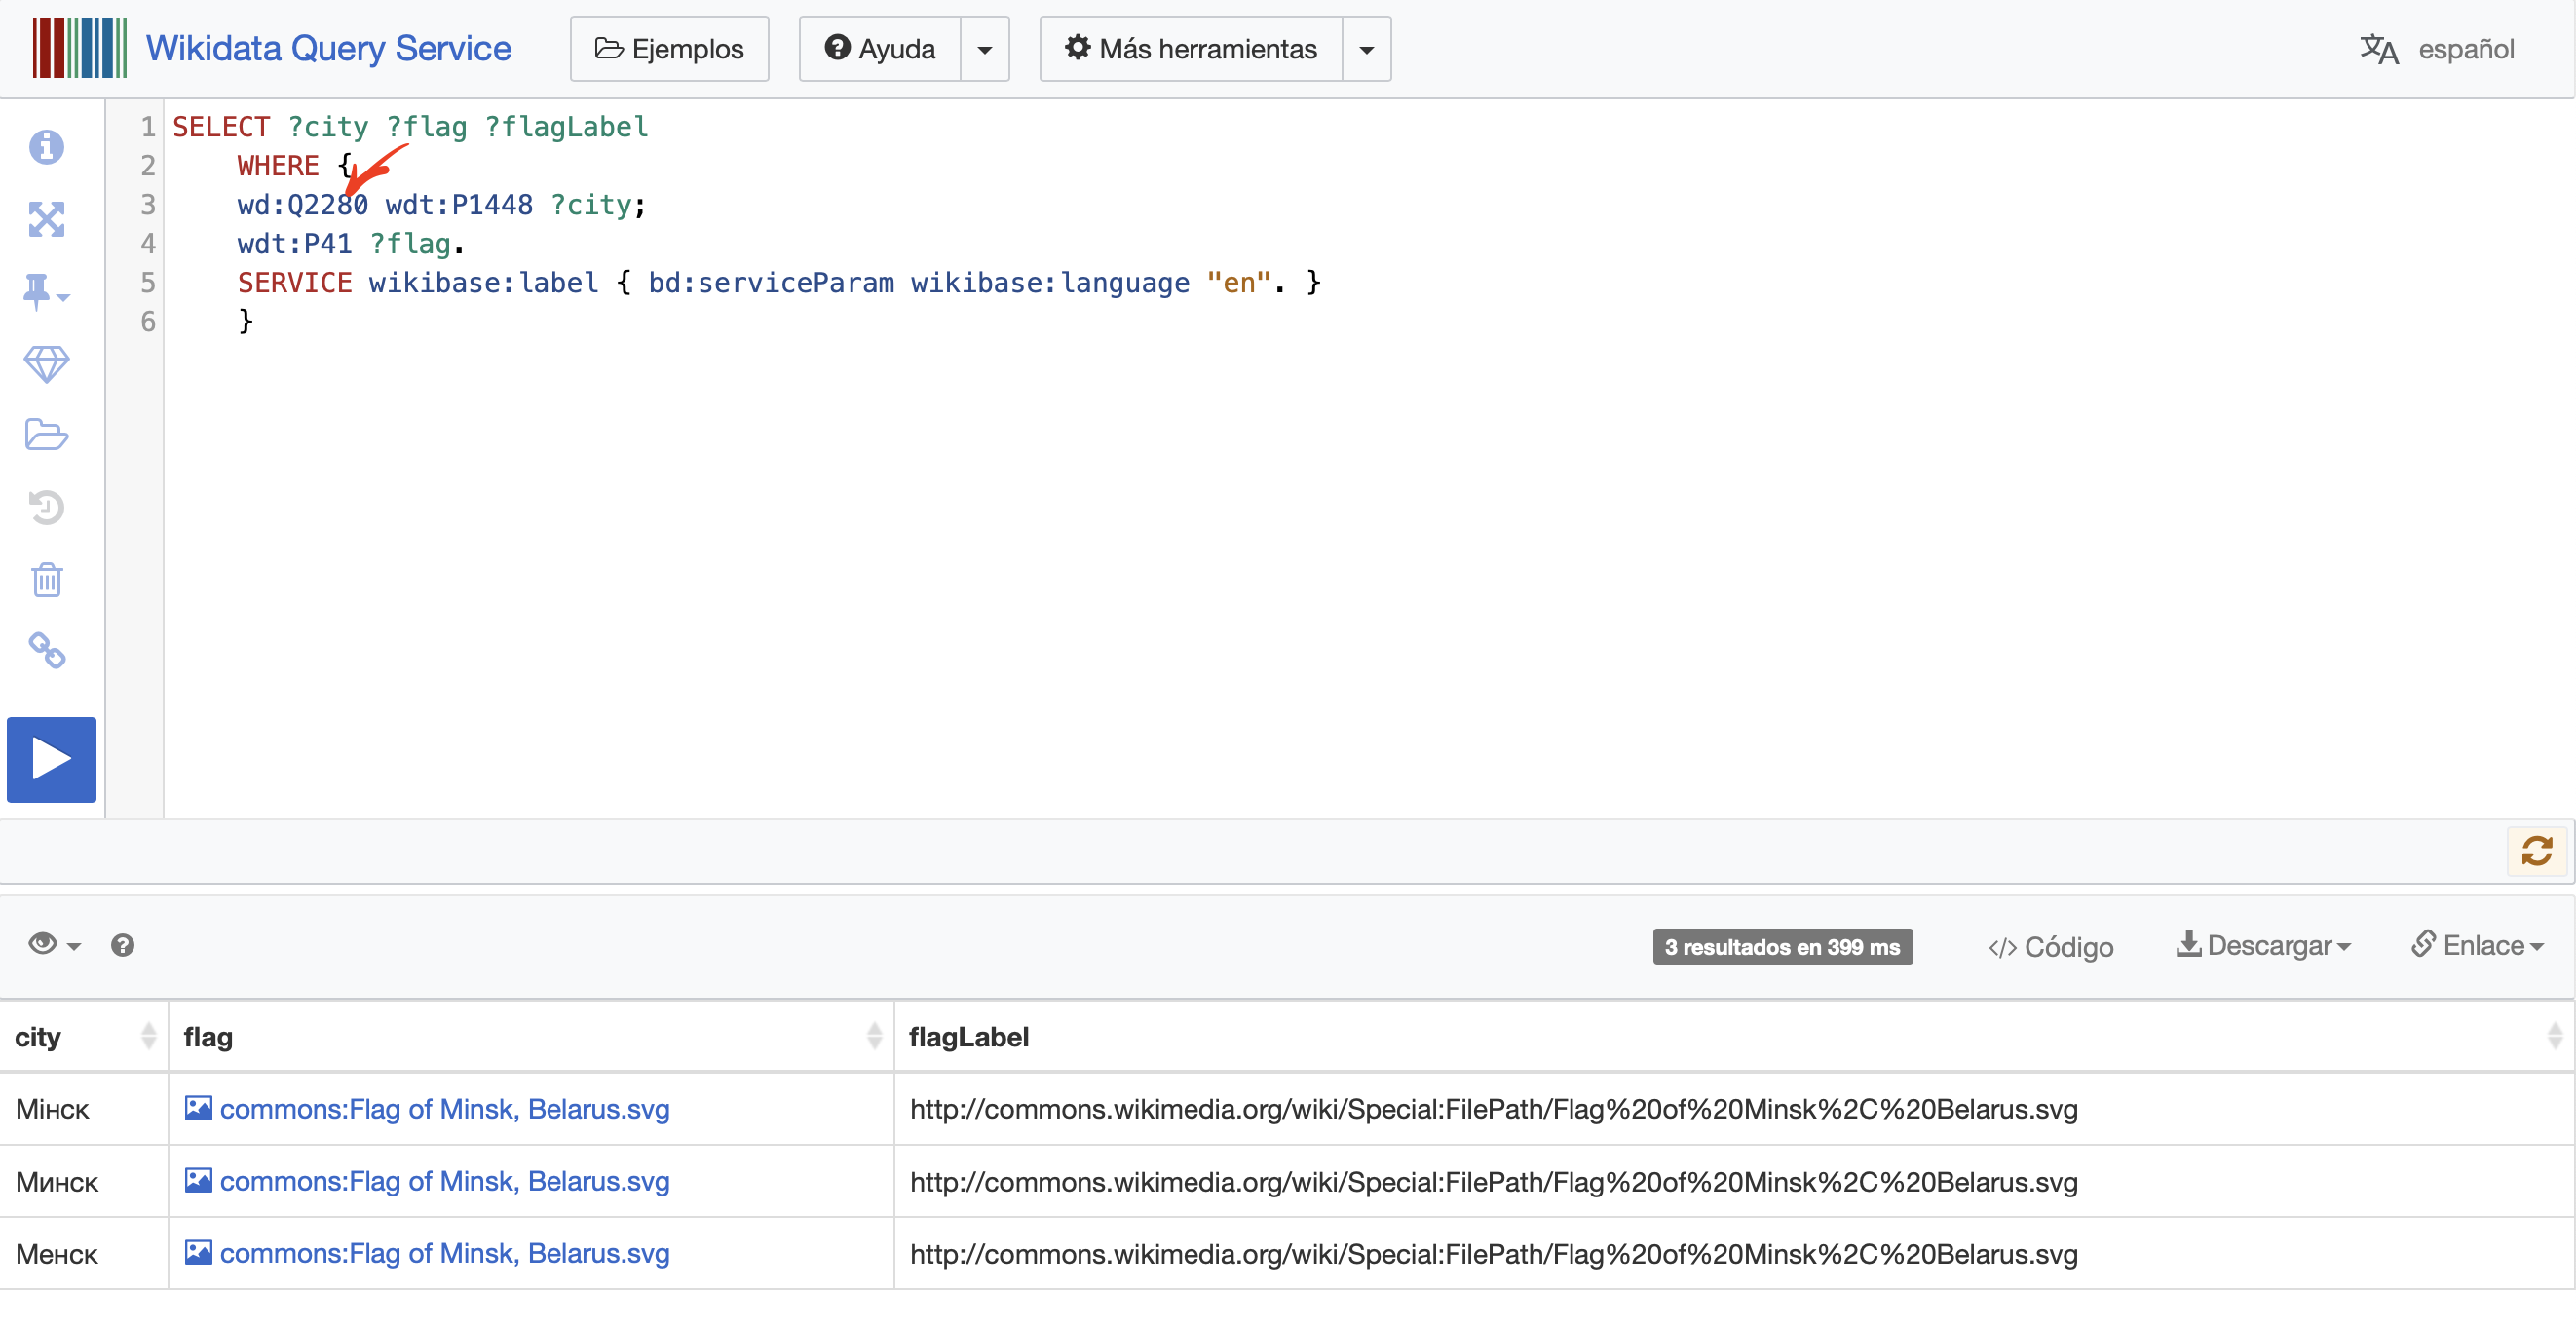 Wikidata Query Service Ejemplos Ayuda Más herramientas español
1 SELECT ?city ?flag ?flagLabel
2 WHERE {
3 wd:Q2280 wdt:P1448 ?city;
4 wdt:P41 ?flag.
5 SERVICE wikibase:label { bd:serviceParam wikibase:language "en". }
6 }
3 resultados en 399 ms </> Código Descargar Enlace
city flag flagLabel
Мінск commons:Flag of Minsk, Belarus.svg http://commons.wikimedia.org/wiki/Special:FilePath/Flag%20of%20Minsk%2C%20Belarus.svg
Минск commons:Flag of Minsk, Belarus.svg http://commons.wikimedia.org/wiki/Special:FilePath/Flag%20of%20Minsk%2C%20Belarus.svg
Менск commons:Flag of Minsk, Belarus.svg http://commons.wikimedia.org/wiki/Special:FilePath/Flag%20of%20Minsk%2C%20Belarus.svg